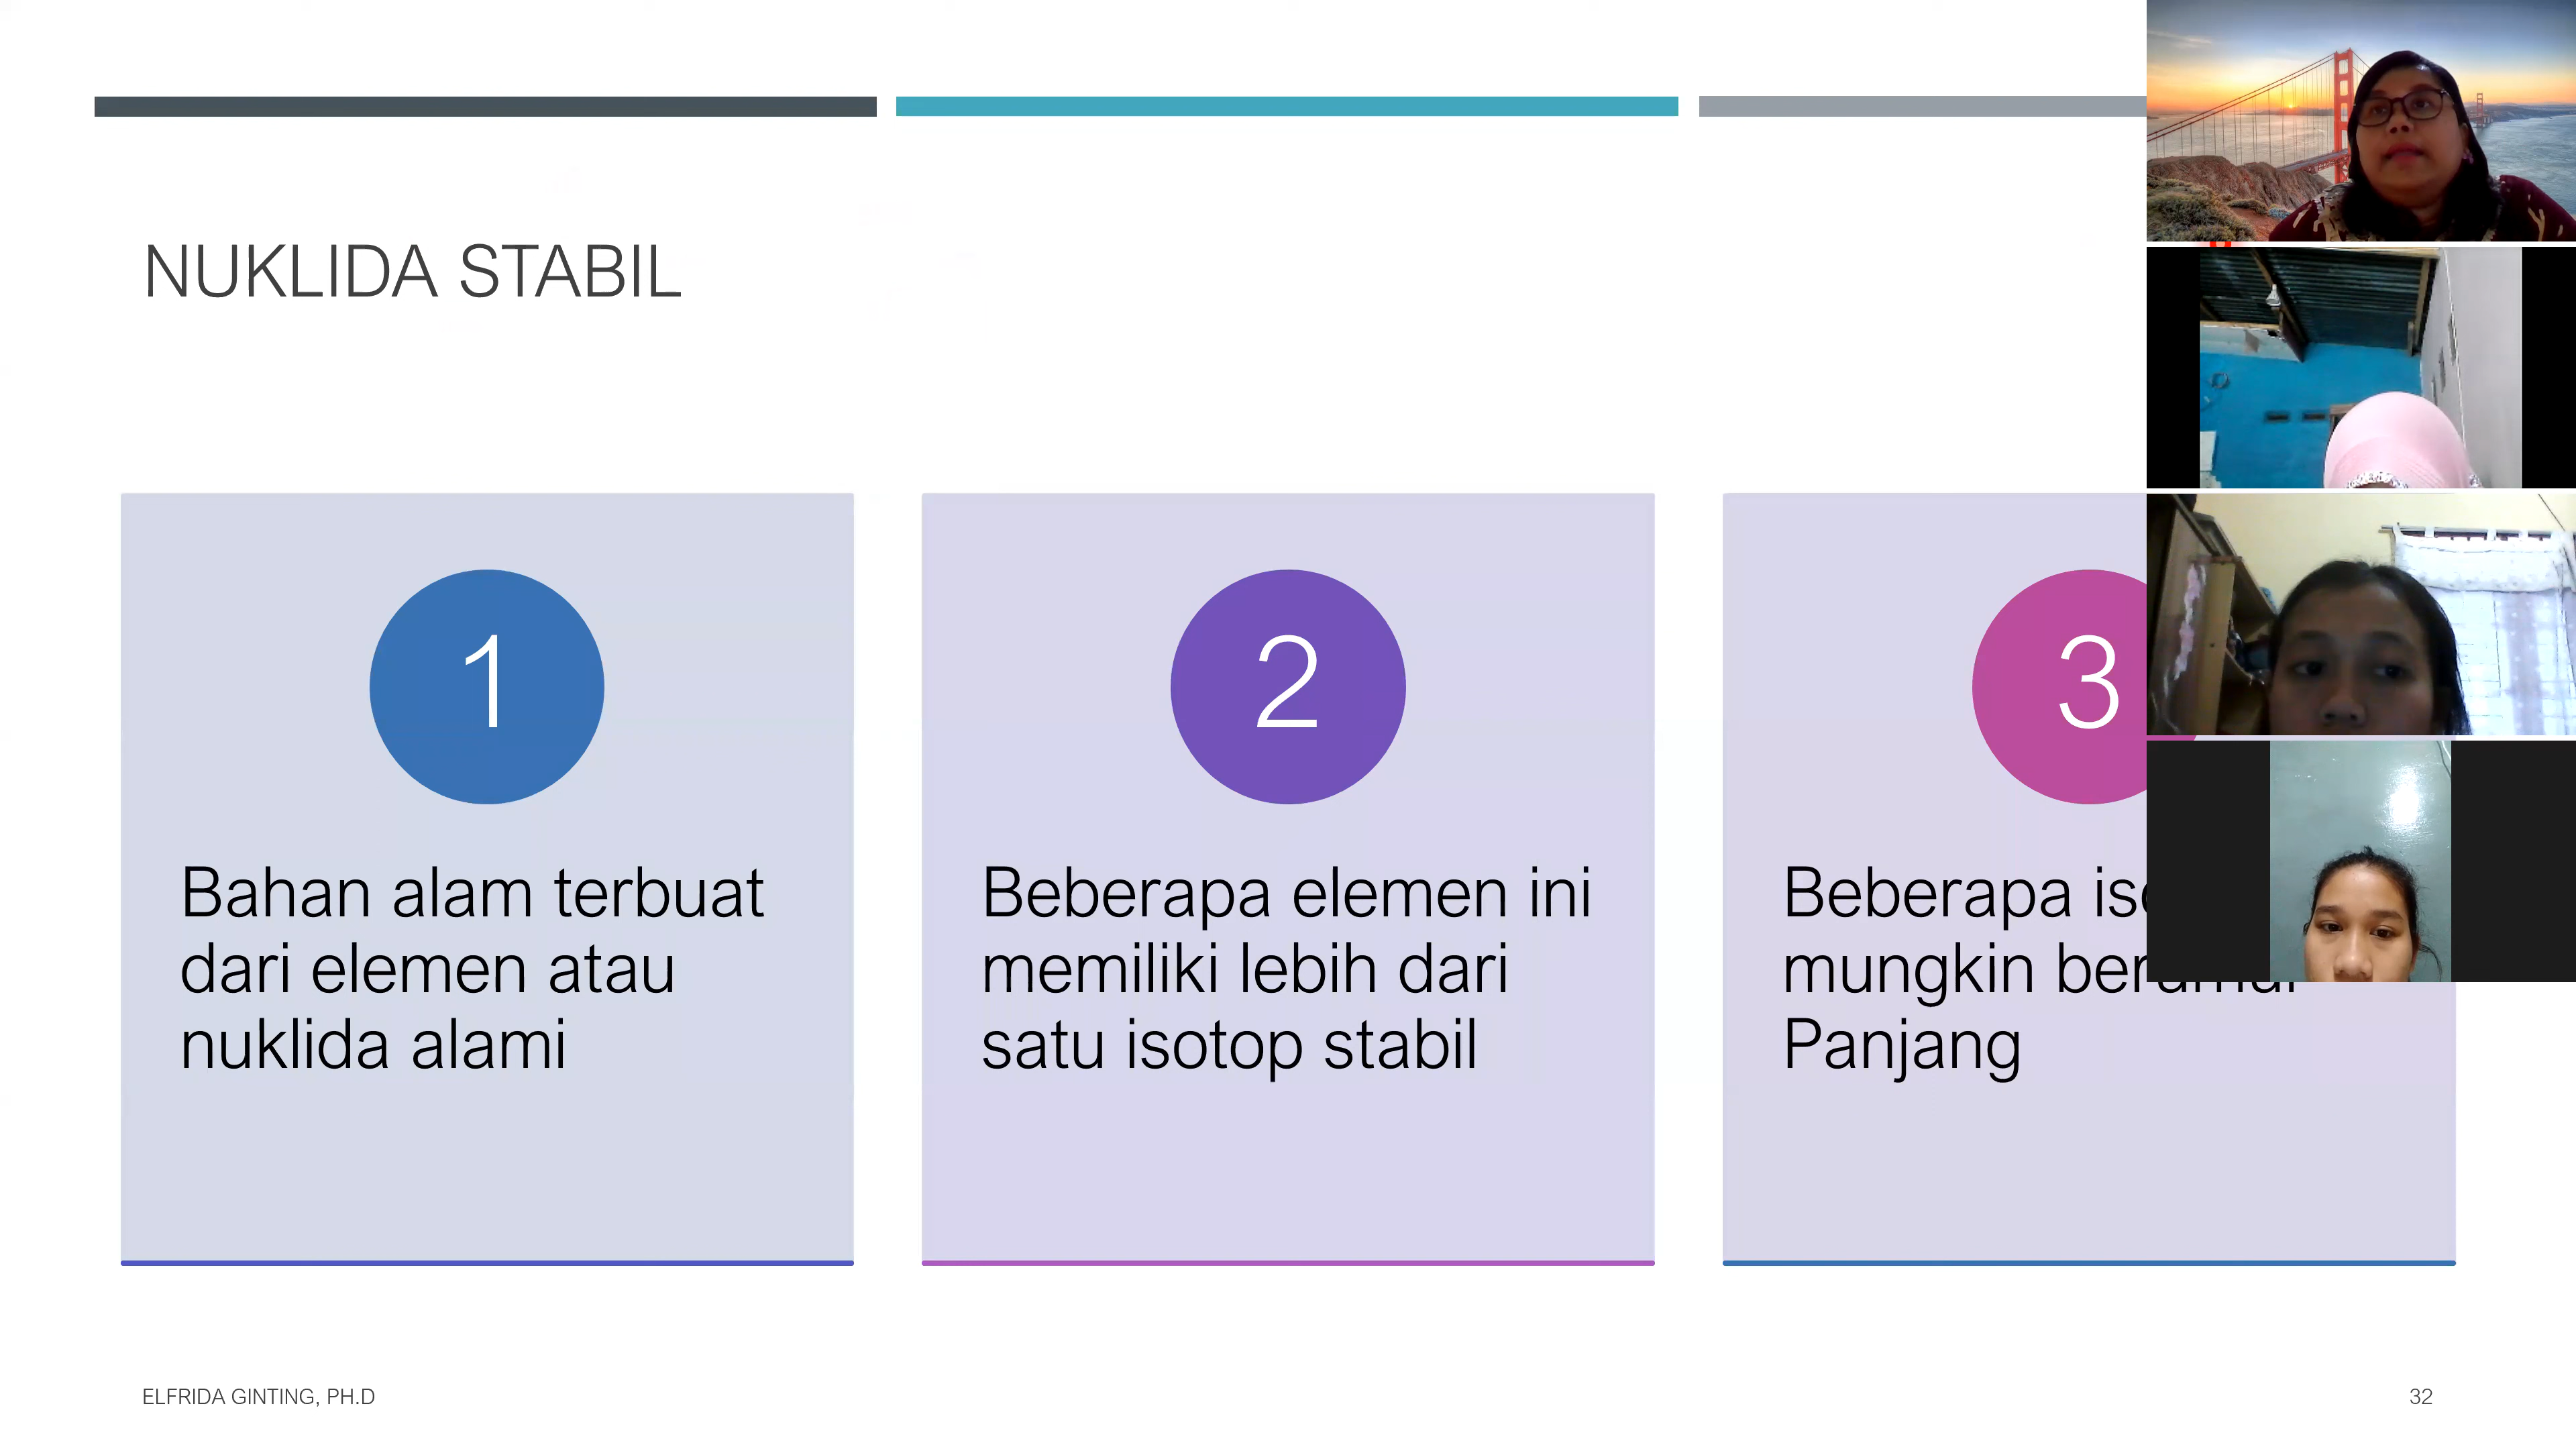 NUKLIDA STABIL
1
Bahan alam terbuat
dari elemen atau
nuklida alami
2
Beberapa elemen ini
memiliki lebih dari
satu isotop stabil
3
Beberapa
mungkin berumur
Panjang
ELFRIDA GINTING, PH.D
32